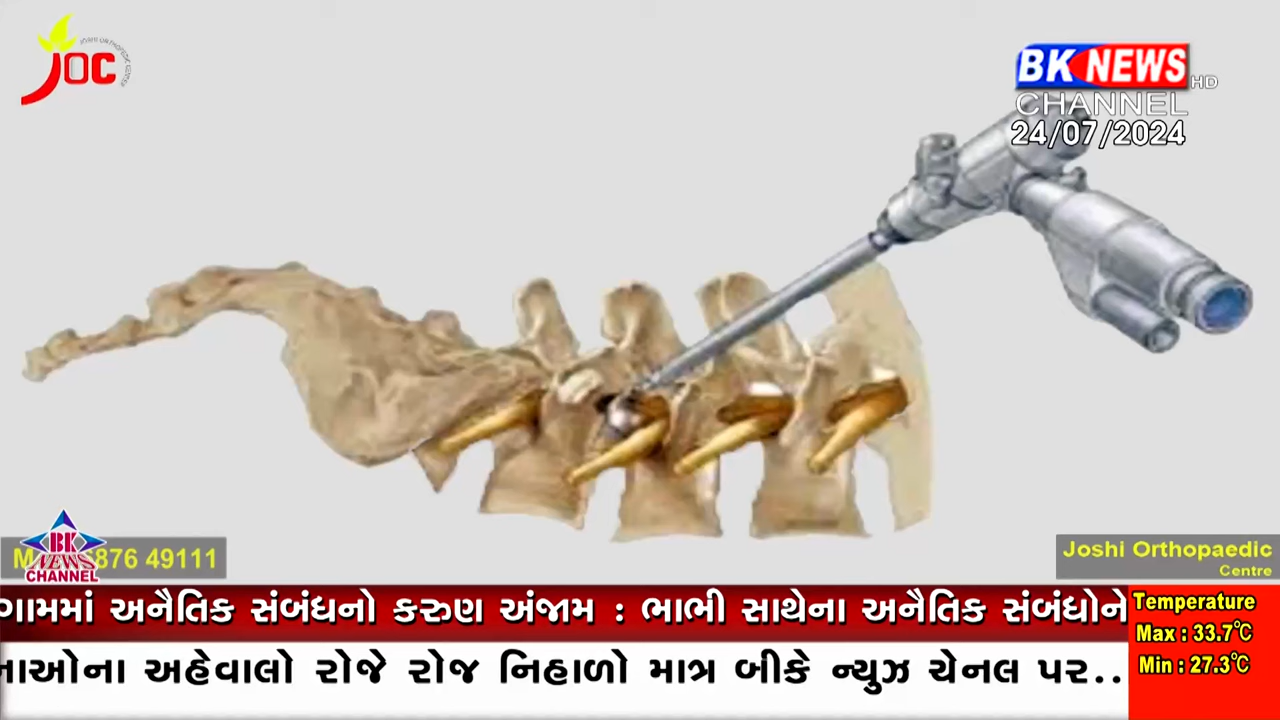 JOC
BK NEWS
HD
CHANNEL
24/07/2024
876 49111
BK
NEWS
CHANNEL
Joshi Orthopaedic
Centre
ગામમાં અનૈતિક સંબંધનો કરુણ અંજામ : ભાભી સાથેના અનૈતિક સંબંધોને
અહેવાલો રોજે રોજ નિહાળો માત્ર બીકે ન્યુઝ ચેનલ પર..
Temperature
Max : 33.7℃
Min : 27.3℃